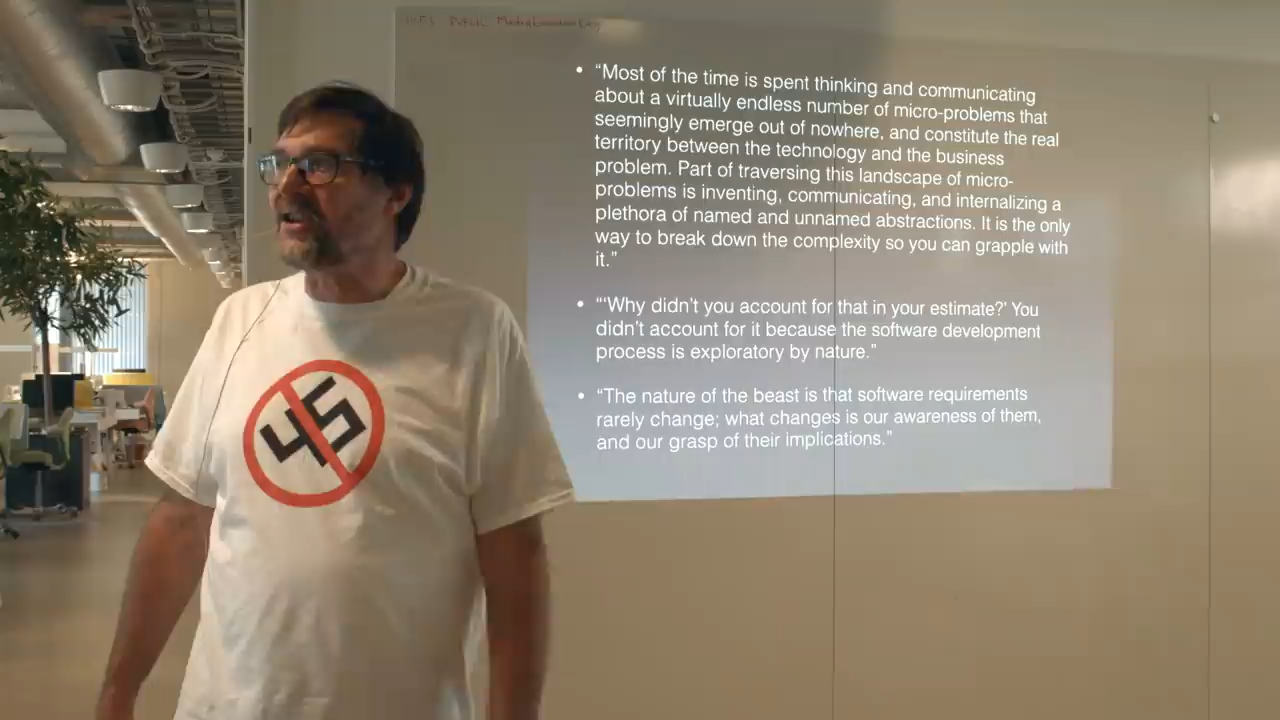 • “Most of the time is spent thinking and communicating
about a virtually endless number of micro-problems that
seemingly emerge out of nowhere, and constitute the real
territory between the technology and the business
problem. Part of traversing this landscape of micro-
problems is inventing, communicating, and internalizing a
plethora of named and unnamed abstractions. It is the only
way to break down the complexity so you can grapple with
it.”
• “‘Why didn’t you account for that in your estimate?’ You
didn’t account for it because the software development
process is exploratory by nature.”
• “The nature of the beast is that software requirements
rarely change; what changes is our awareness of them,
and our grasp of their implications.”
45